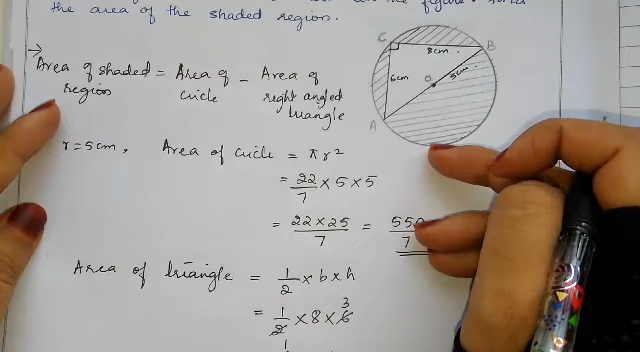 the area of the shaded region.
→ Area of shaded region = Area of circle – Area of right angled triangle
C
8cm
B
6cm
O
5cm
A
r = 5cm, Area of circle = πr²
= 22/7 × 5 × 5
= 22 × 25 / 7 = 550/7
Area of triangle = 1/2 × b × h
= 1/2 × 8 × 6 3
1